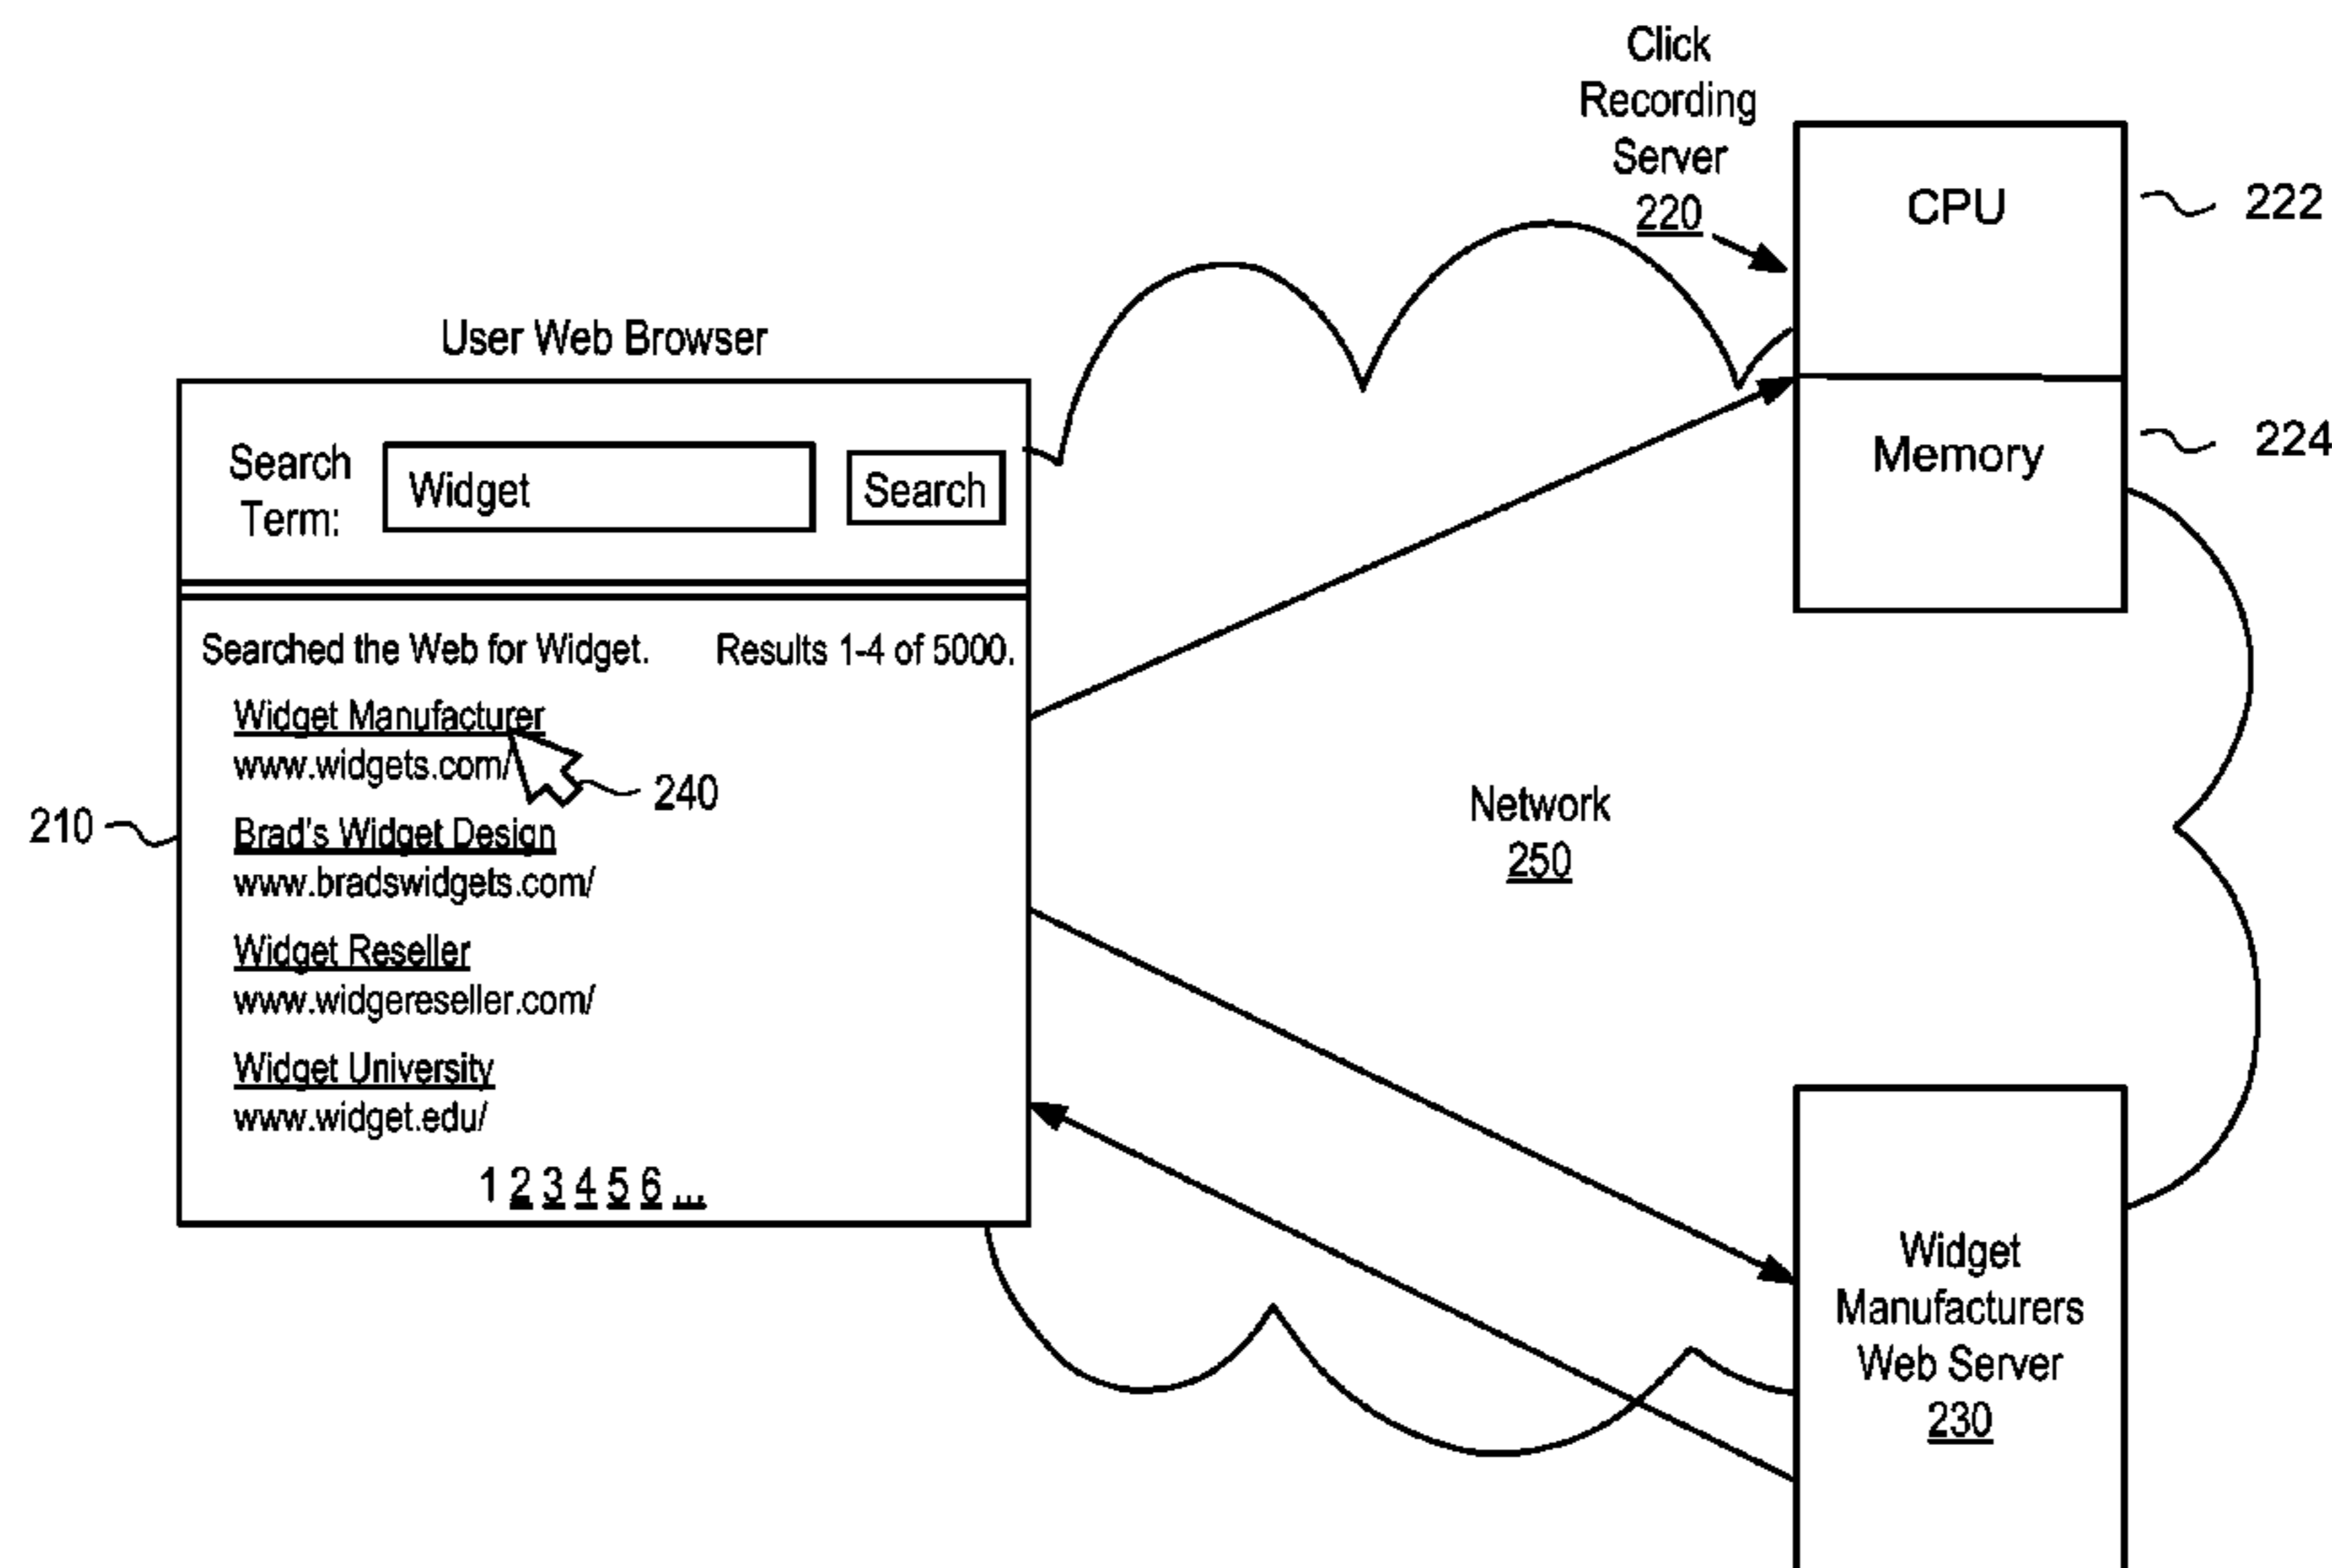 Click
Recording
Server
220
CPU
222
Memory
224
User Web Browser
Search
Term:
Widget
Search
Searched the Web for Widget.
Results 1-4 of 5000.
Widget Manufacturer
www.widgets.com/
240
210
Brad's Widget Design
www.bradswidgets.com/
Widget Reseller
www.widgereseller.com/
Widget University
www.widget.edu/
1 2 3 4 5 6 ...
Network
250
Widget
Manufacturers
Web Server
230